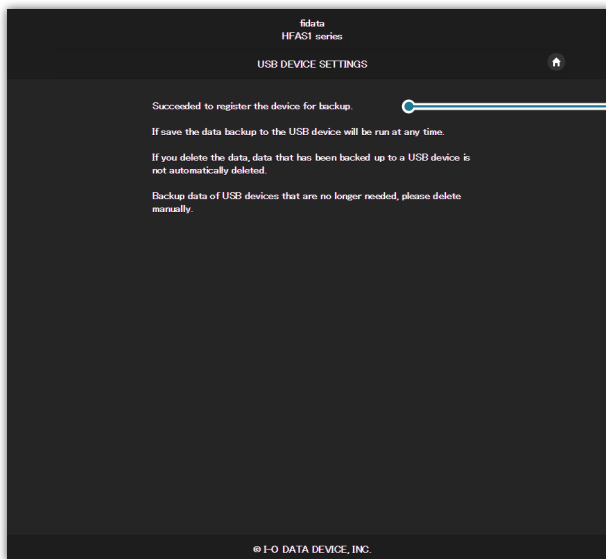 fidata
HFAS1 series
USB DEVICE SETTINGS
Succeeded to register the device for backup.
If save the data backup to the USB device will be run at any time.
If you delete the data, data that has been backed up to a USB device is
not automatically deleted.
Backup data of USB devices that are no longer needed, please delete
manually.
© I-O DATA DEVICE, INC.